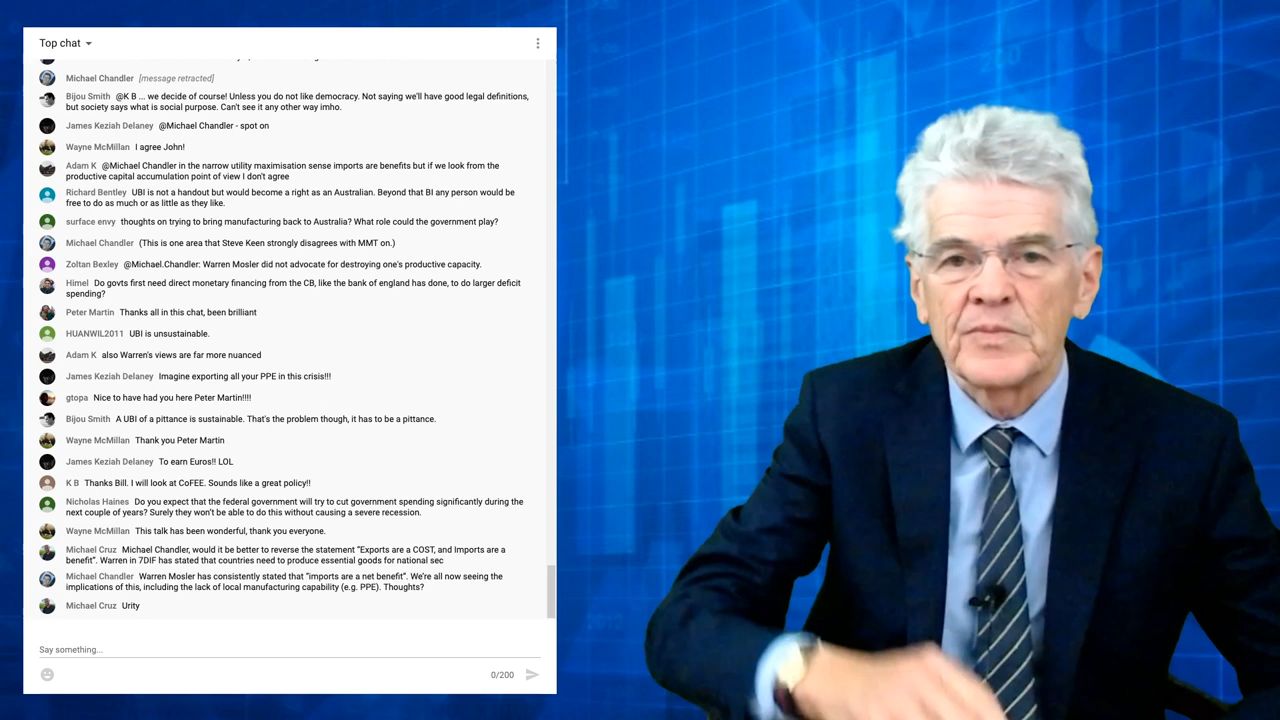 Top chat
Michael Chandler [message retracted]
Bijou Smith @K B ... we decide of course! Unless you do not like democracy. Not saying we'll have good legal definitions,
but society says what is social purpose. Can't see it any other way imho.
James Keziah Delaney @Michael Chandler - spot on
Wayne McMillan I agree John!
Adam K @Michael Chandler in the narrow utility maximisation sense imports are benefits but if we look from the
productive capital accumulation point of view I don't agree
Richard Bentley UBI is not a handout but would become a right as an Australian. Beyond that BI any person would be
free to do as much or as little as they like.
surface envy thoughts on trying to bring manufacturing back to Australia? What role could the government play?
Michael Chandler (This is one area that Steve Keen strongly disagrees with MMT on.)
Zoltan Bexley @Michael.Chandler: Warren Mosler did not advocate for destroying one's productive capacity.
Himel Do govts first need direct monetary financing from the CB, like the bank of england has done, to do larger deficit
spending?
Peter Martin Thanks all in this chat, been brilliant
HUANWIL2011 UBI is unsustainable.
Adam K also Warren's views are far more nuanced
James Keziah Delaney Imagine exporting all your PPE in this crisis!!!
gtopa Nice to have had you here Peter Martin!!!!
Bijou Smith A UBI of a pittance is sustainable. That's the problem though, it has to be a pittance.
Wayne McMillan Thank you Peter Martin
James Keziah Delaney To earn Euros!! LOL
K B Thanks Bill. I will look at CoFEE. Sounds like a great policy!!
Nicholas Haines Do you expect that the federal government will try to cut government spending significantly during the
next couple of years? Surely they won't be able to do this without causing a severe recession.
Wayne McMillan This talk has been wonderful, thank you everyone.
Michael Cruz Michael Chandler, would it be better to reverse the statement "Exports are a COST, and Imports are a
benefit". Warren in 7DIF has stated that countries need to produce essential goods for national sec
Michael Chandler Warren Mosler has consistently stated that "imports are a net benefit". We're all now seeing the
implications of this, including the lack of local manufacturing capability (e.g. PPE). Thoughts?
Michael Cruz Urity
Say something...
0/200